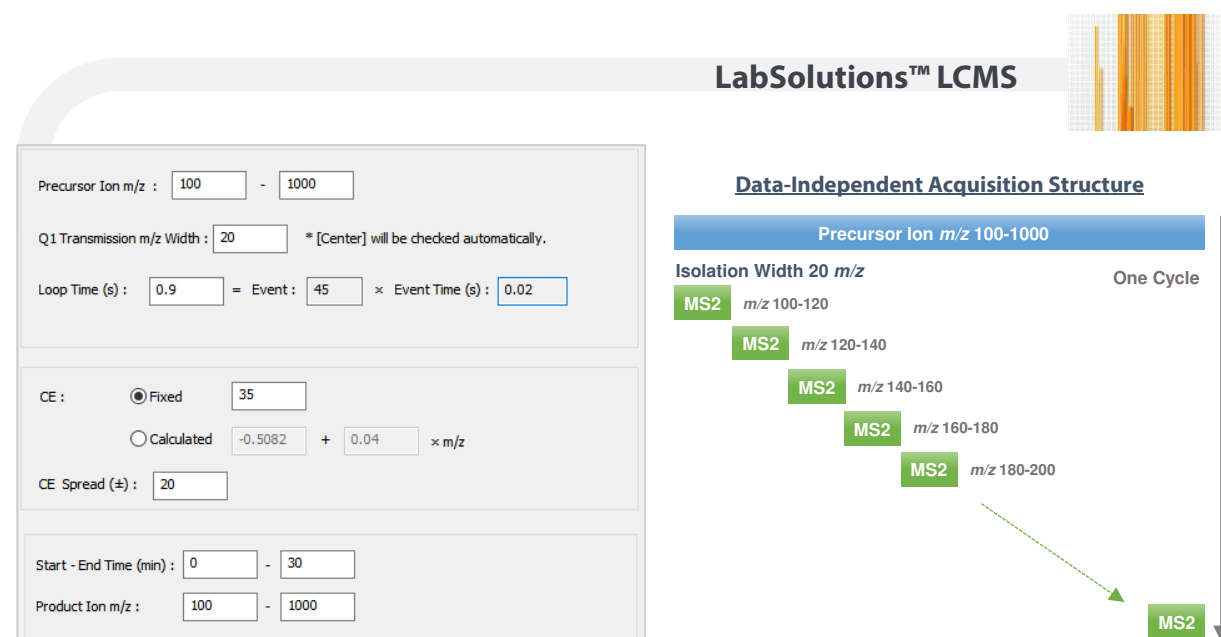 LabSolutions™ LCMS
Precursor Ion m/z : 100 - 1000
Q1 Transmission m/z Width : 20 * [Center] will be checked automatically.
Loop Time (s) : 0.9 = Event : 45 × Event Time (s) : 0.02
CE : Fixed 35
Calculated -0.5082 + 0.04 × m/z
CE Spread (±) : 20
Start - End Time (min) : 0 - 30
Product Ion m/z : 100 - 1000
Data-Independent Acquisition Structure
Precursor Ion m/z 100-1000
Isolation Width 20 m/z
One Cycle
MS2 m/z 100-120
MS2 m/z 120-140
MS2 m/z 140-160
MS2 m/z 160-180
MS2 m/z 180-200
MS2